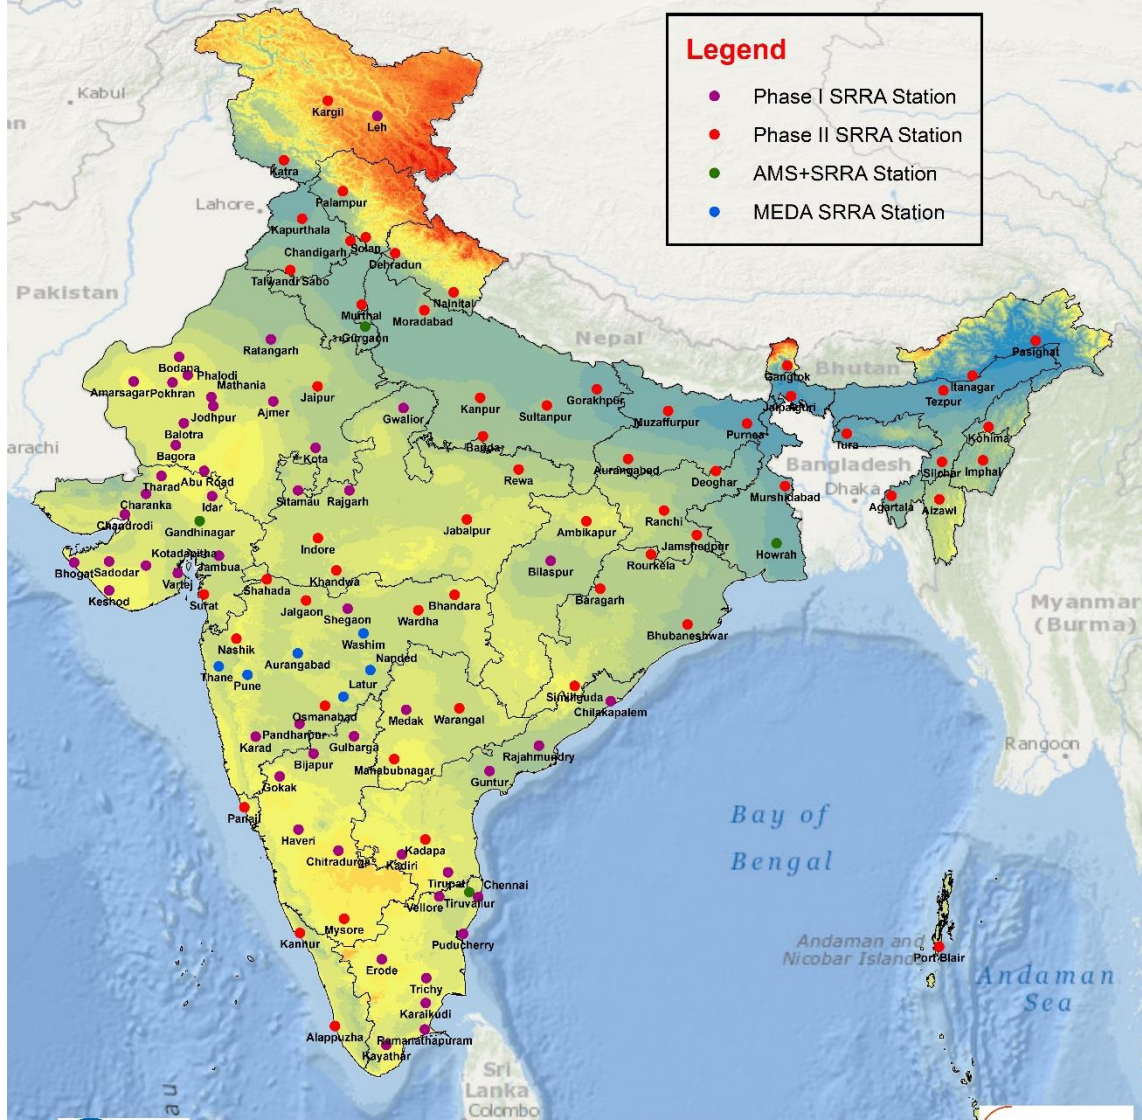 Legend
Phase I SRRA Station
Phase II SRRA Station
AMS+SRRA Station
MEDA SRRA Station
Kabul
Kargil
Leh
Katra
Lahore
Palampur
Kapurthala
Chandigarh
Solan
Dehradun
Talwandi Sabo
Pakistan
Nainital
Murthal
Moradabad
Gurgaon
Nepal
Ratangarh
Pasighat
Bodana
Phalodi
Bhutan
Gangtok
Itanagar
Amarsagar
Pokhran
Mathania
Jaipur
Gorakhpur
Tezpur
Jalpaiguri
Jodhpur
Ajmer
Gwalior
Kanpur
Sultanpur
Muzaffurpur
Purnea
Balotra
Kohima
Tura
arachi
Bagora
Kota
Banda
Bangladesh
Aurangabad
Silchar
Imphal
Abu Road
Tharad
Rewa
Deoghar
Dhaka
Murshidabad
Charanka
Idar
Sitamau
Rajgarh
Agartala
Aizawl
Chandrodi
Gandhinagar
Jabalpur
Ambikapur
Ranchi
Jamshedpur
Howrah
Kotadapitha
Indore
Rourkela
Bhogat
Sadodar
Jambua
Bilaspur
Vartej
Khandwa
Keshod
Shahada
Surat
Jalgaon
Shegaon
Bhandara
Wardha
Baragarh
Myanmar
(Burma)
Bhubaneshwar
Nashik
Washim
Aurangabad
Nanded
Thane
Pune
Latur
Simliguda
Osmanabad
Medak
Warangal
Chilakapalem
Pandharpur
Karad
Gulbarga
Rajahmundry
Rangoon
Bijapur
Mahabubnagar
Guntur
Gokak
Panaji
Bay of
Bengal
Haveri
Kadapa
Chitradurga
Kadiri
Tirupati
Chennai
Vellore
Tiruvallur
Mysore
Kannur
Puducherry
Andaman and
Nicobar Islands
Port Blair
Erode
Andaman
Sea
Trichy
Karaikudi
Alappuzha
Ramanathapuram
Kayathar
Sri
Lanka
Colombo